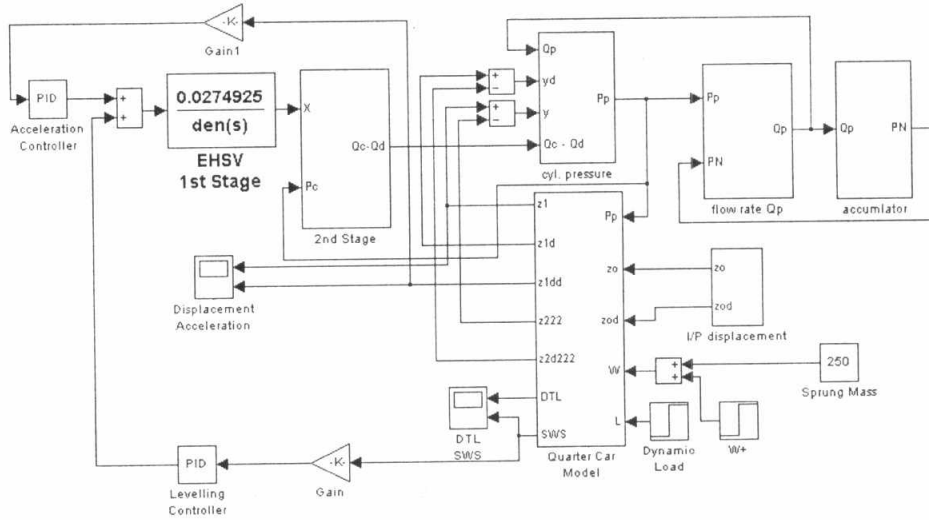 -K-
Gain1
PID
Acceleration
Controller
+
+
0.0274925
den(s)
EHSV
1st Stage
X
Pc
Qc-Qd
2nd Stage
+
−
+
−
Qp
yd
y
Qc - Qd
Pp
cyl. pressure
Pp
PN
Qp
flow rate Qp
Qp
PN
accumlator
Displacement
Acceleration
z1
z1d
z1dd
z222
z2d222
DTL
SWS
Pp
zo
zod
W
L
Quarter Car
Model
zo
zod
I/P displacement
+
+
250
Sprung Mass
Dynamic
Load
W+
DTL
SWS
-K-
Gain
PID
Levelling
Controller